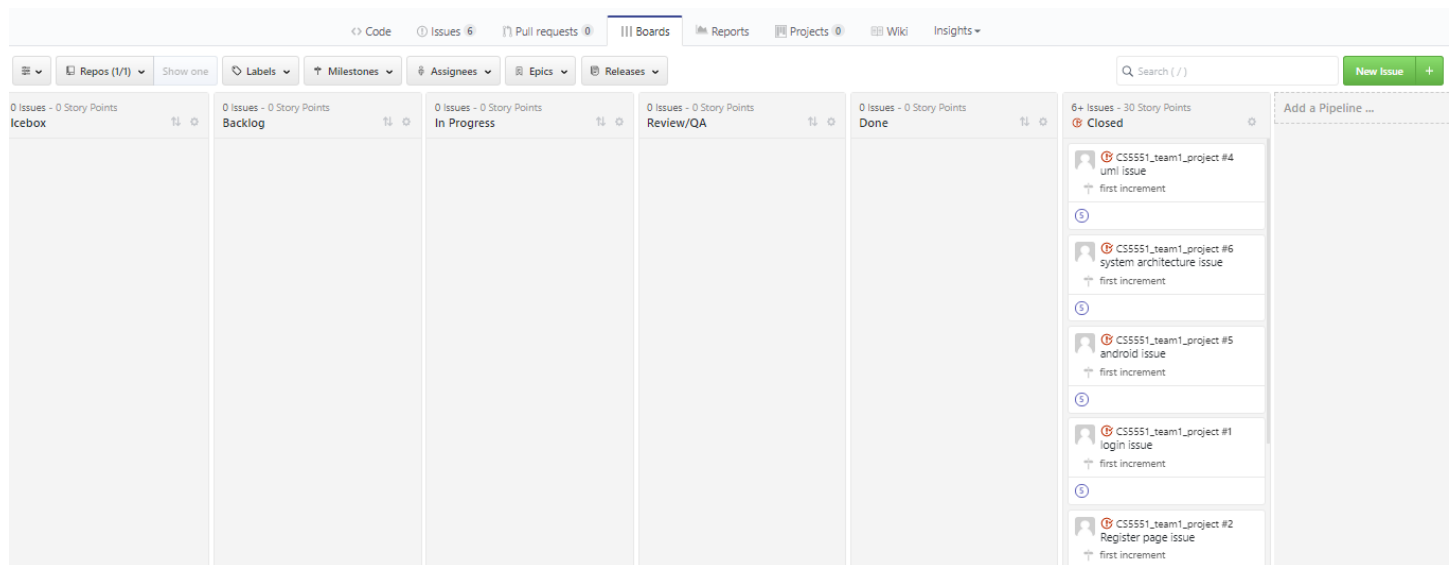 Code Issues 6 Pull requests 0 Boards Reports Projects 0 Wiki Insights
Repos (1/1) Show one Labels Milestones Assignees Epics Releases Search ( / ) New Issue +
0 Issues - 0 Story Points
Icebox
0 Issues - 0 Story Points
Backlog
0 Issues - 0 Story Points
In Progress
0 Issues - 0 Story Points
Review/QA
0 Issues - 0 Story Points
Done
6+ Issues - 30 Story Points
Closed
CS5551_team1_project #4
uml issue
first increment
5
CS5551_team1_project #6
system architecture issue
first increment
5
CS5551_team1_project #5
android issue
first increment
5
CS5551_team1_project #1
login issue
first increment
5
CS5551_team1_project #2
Register page issue
first increment
Add a Pipeline ...